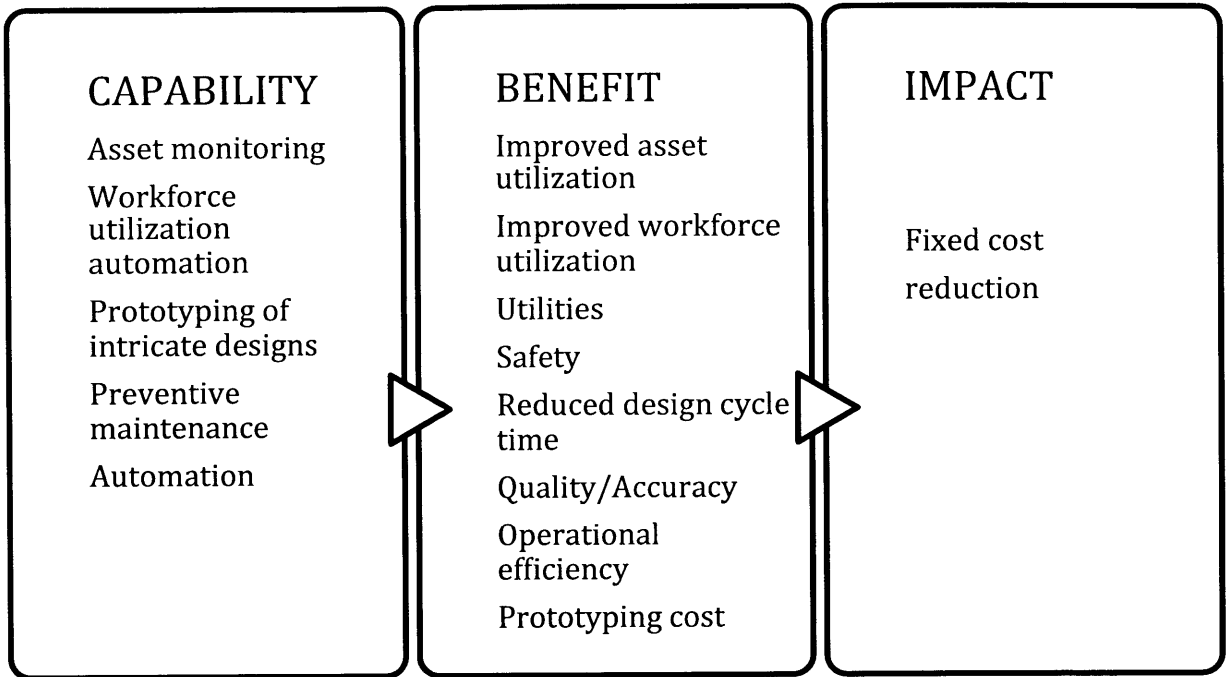 CAPABILITY
Asset monitoring
Workforce
utilization
automation
Prototyping of
intricate designs
Preventive
maintenance
Automation
BENEFIT
Improved asset
utilization
Improved workforce
utilization
Utilities
Safety
Reduced design cycle
time
Quality/Accuracy
Operational
efficiency
Prototyping cost
IMPACT
Fixed cost
reduction